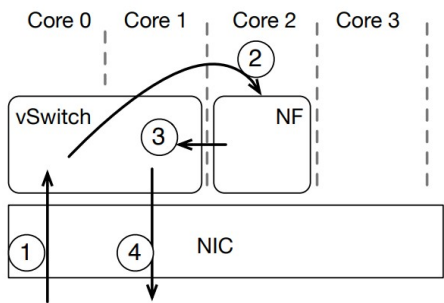 Core 0 Core 1 Core 2 Core 3
2
vSwitch NF
3
1 4 NIC